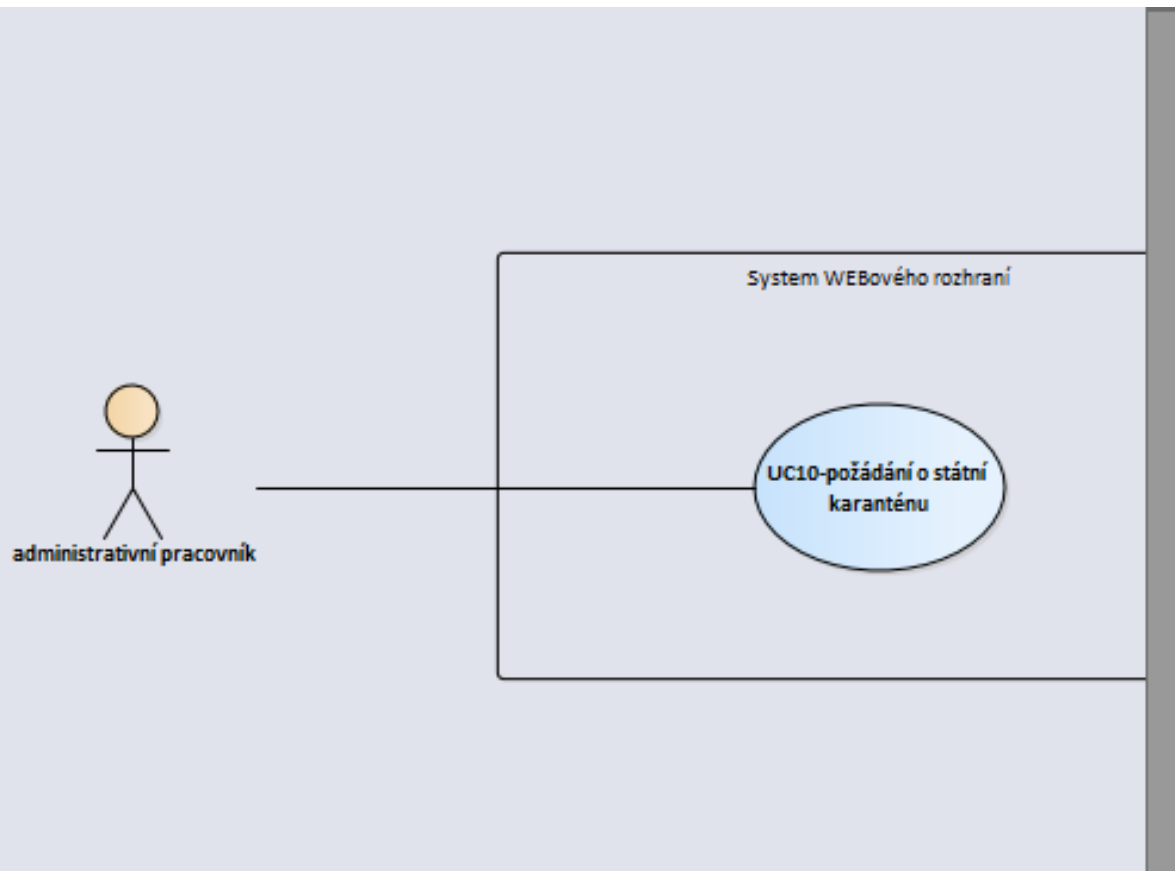 System WEBového rozhraní
UC10-požádání o státní
karanténu
administrativní pracovník